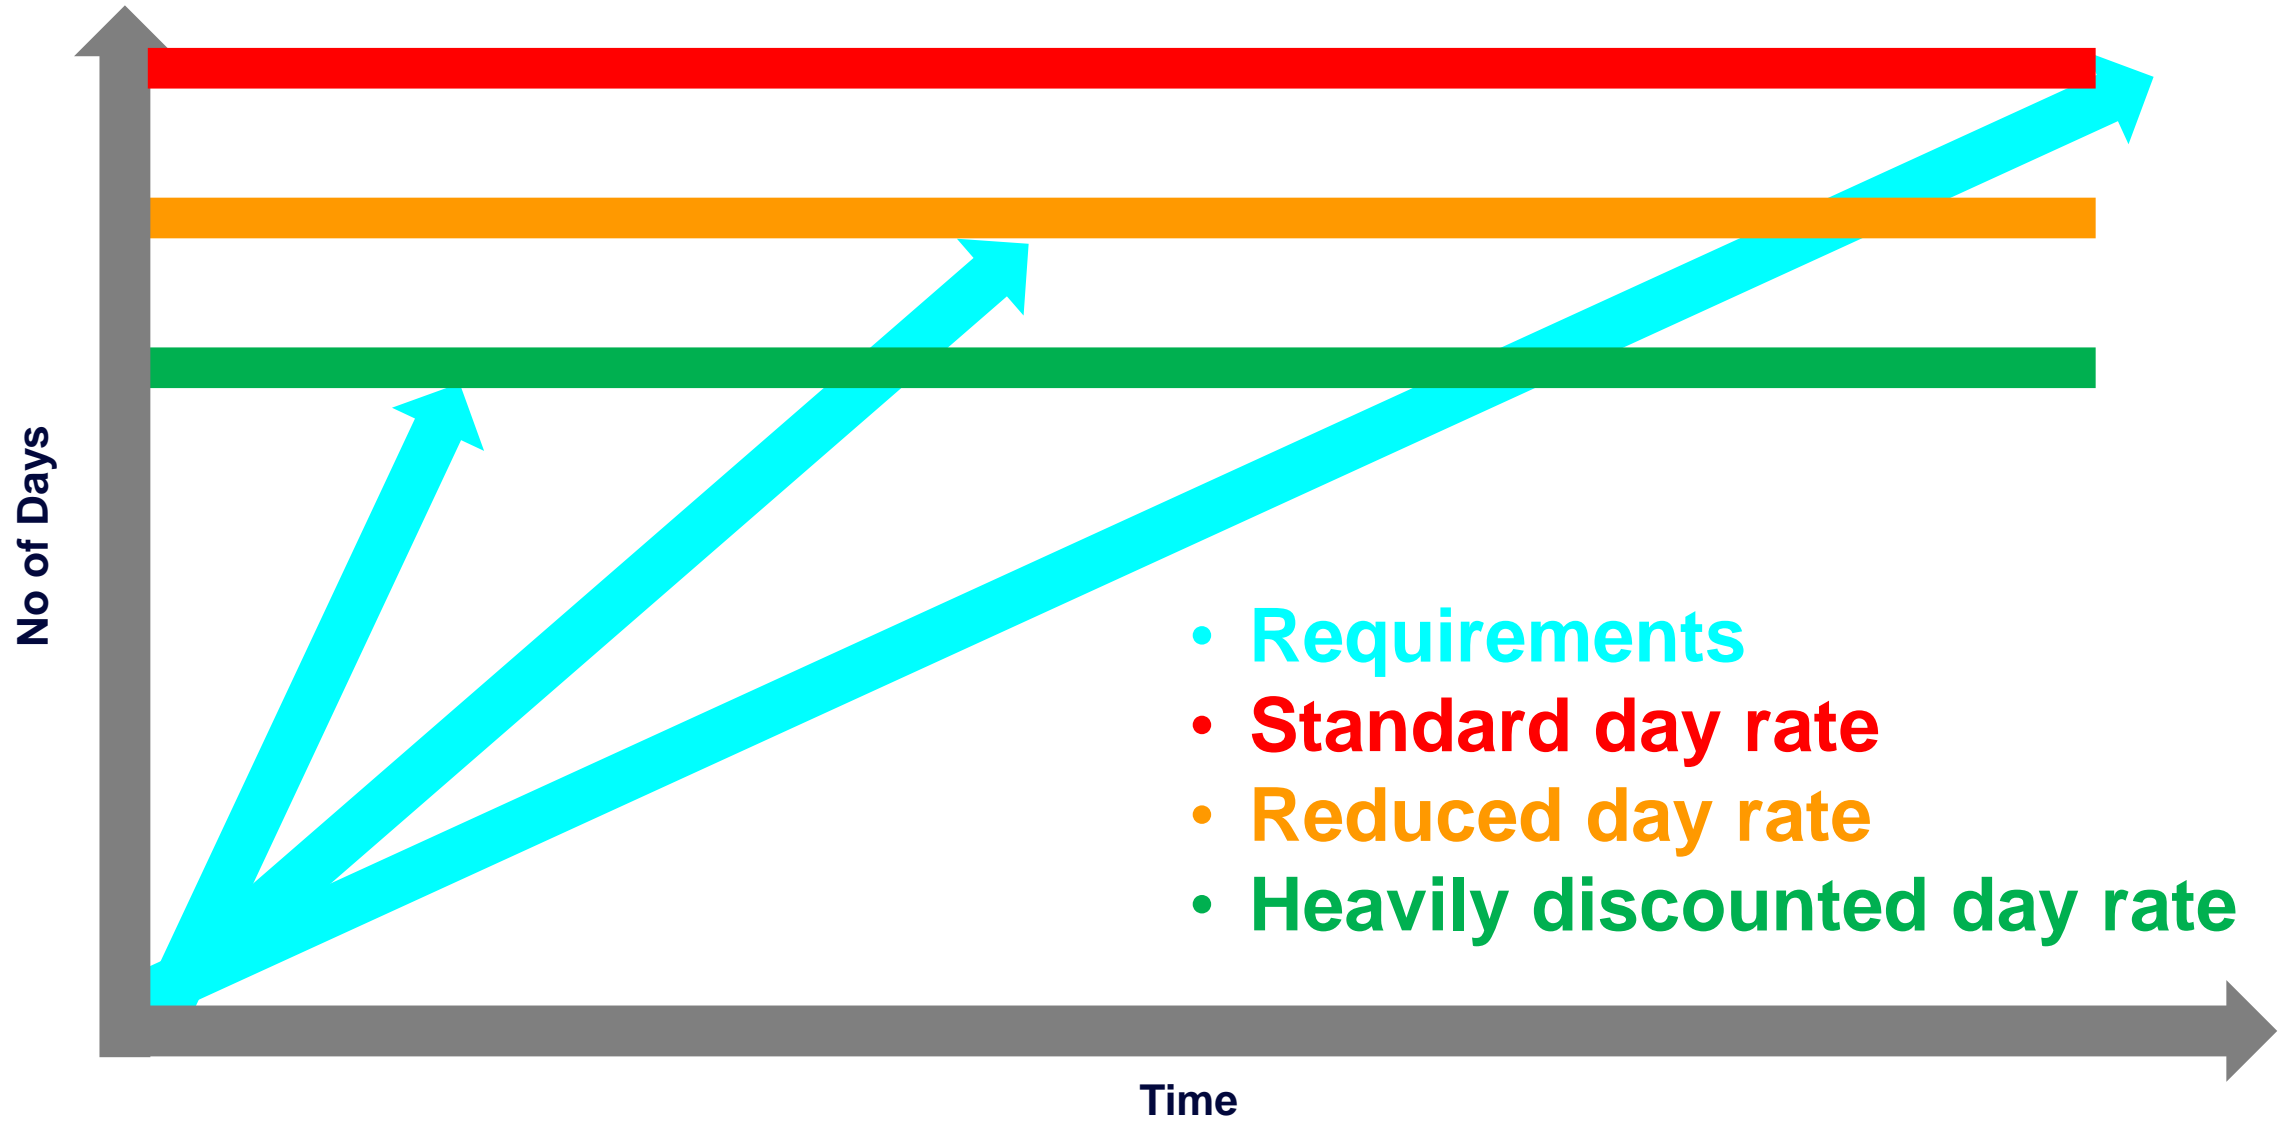 No of Days
• Requirements
• Standard day rate
• Reduced day rate
• Heavily discounted day rate
Time